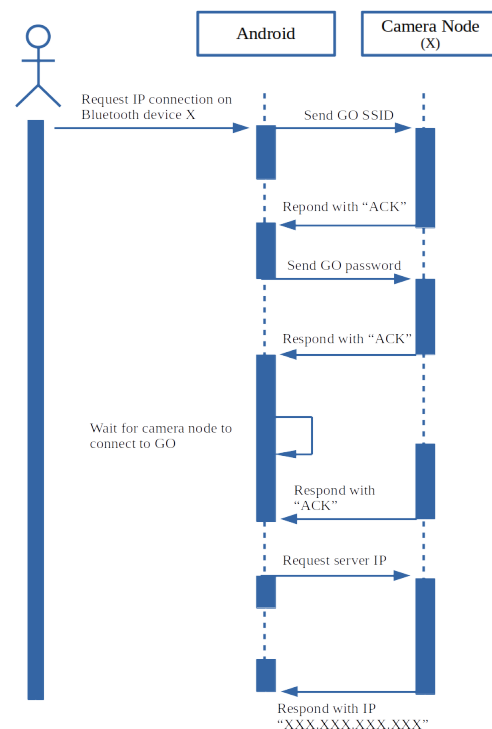 Android
Camera Node
(X)
Request IP connection on
Bluetooth device X
Send GO SSID
Repond with “ACK”
Send GO password
Respond with “ACK”
Wait for camera node to
connect to GO
Respond with
“ACK”
Request server IP
Respond with IP
“XXX.XXX.XXX.XXX”